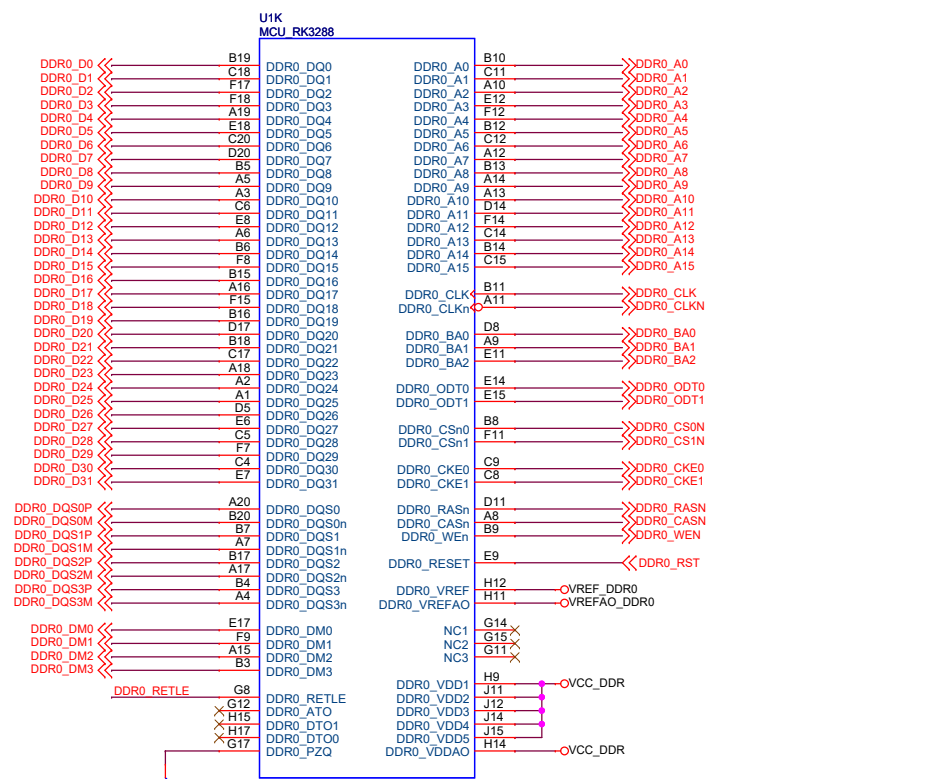 U1K
MCU_RK3288
DDR0_D0 B19 DDR0_DQ0 DDR0_A0 B10 DDR0_A0
DDR0_D1 C18 DDR0_DQ1 DDR0_A1 C11 DDR0_A1
DDR0_D2 F17 DDR0_DQ2 DDR0_A2 A10 DDR0_A2
DDR0_D3 F18 DDR0_DQ3 DDR0_A3 E12 DDR0_A3
DDR0_D4 A19 DDR0_DQ4 DDR0_A4 F12 DDR0_A4
DDR0_D5 E18 DDR0_DQ5 DDR0_A5 B12 DDR0_A5
DDR0_D6 C20 DDR0_DQ6 DDR0_A6 C12 DDR0_A6
DDR0_D7 D20 DDR0_DQ7 DDR0_A7 A12 DDR0_A7
DDR0_D8 B5 DDR0_DQ8 DDR0_A8 B13 DDR0_A8
DDR0_D9 A5 DDR0_DQ9 DDR0_A9 A14 DDR0_A9
DDR0_D10 A3 DDR0_DQ10 DDR0_A10 A13 DDR0_A10
DDR0_D11 C6 DDR0_DQ11 DDR0_A11 D14 DDR0_A11
DDR0_D12 E8 DDR0_DQ12 DDR0_A12 F14 DDR0_A12
DDR0_D13 A6 DDR0_DQ13 DDR0_A13 C14 DDR0_A13
DDR0_D14 B6 DDR0_DQ14 DDR0_A14 B14 DDR0_A14
DDR0_D15 F8 DDR0_DQ15 DDR0_A15 C15 DDR0_A15
DDR0_D16 B15 DDR0_DQ16
DDR0_D17 A16 DDR0_DQ17 DDR0_CLK B11 DDR0_CLK
DDR0_D18 F15 DDR0_DQ18 DDR0_CLKn A11 DDR0_CLKN
DDR0_D19 B16 DDR0_DQ19
DDR0_D20 D17 DDR0_DQ20 DDR0_BA0 D8 DDR0_BA0
DDR0_D21 B18 DDR0_DQ21 DDR0_BA1 A9 DDR0_BA1
DDR0_D22 C17 DDR0_DQ22 DDR0_BA2 E11 DDR0_BA2
DDR0_D23 A18 DDR0_DQ23
DDR0_D24 A2 DDR0_DQ24 DDR0_ODT0 E14 DDR0_ODT0
DDR0_D25 A1 DDR0_DQ25 DDR0_ODT1 E15 DDR0_ODT1
DDR0_D26 D5 DDR0_DQ26
DDR0_D27 E6 DDR0_DQ27 DDR0_CSn0 B8 DDR0_CS0N
DDR0_D28 C5 DDR0_DQ28 DDR0_CSn1 F11 DDR0_CS1N
DDR0_D29 F7 DDR0_DQ29
DDR0_D30 C4 DDR0_DQ30 DDR0_CKE0 C9 DDR0_CKE0
DDR0_D31 E7 DDR0_DQ31 DDR0_CKE1 C8 DDR0_CKE1
DDR0_DQS0P A20 DDR0_DQS0 DDR0_RASn D11 DDR0_RASN
DDR0_DQS0M B20 DDR0_DQS0n DDR0_CASn A8 DDR0_CASN
DDR0_DQS1P B7 DDR0_DQS1 DDR0_WEn B9 DDR0_WEN
DDR0_DQS1M A7 DDR0_DQS1n
DDR0_DQS2P B17 DDR0_DQS2 DDR0_RESET E9 DDR0_RST
DDR0_DQS2M A17 DDR0_DQS2n
DDR0_DQS3P B4 DDR0_DQS3 DDR0_VREF H12 VREF_DDR0
DDR0_DQS3M A4 DDR0_DQS3n DDR0_VREFAO H11 VREFAO_DDR0
DDR0_DM0 E17 DDR0_DM0 NC1 G14
DDR0_DM1 F9 DDR0_DM1 NC2 G15
DDR0_DM2 A15 DDR0_DM2 NC3 G11
DDR0_DM3 B3 DDR0_DM3
DDR0_VDD1 H9 VCC_DDR
DDR0_RETLE G8 DDR0_RETLE DDR0_VDD2 J11
G12 DDR0_ATO DDR0_VDD3 J12
H15 DDR0_DTO1 DDR0_VDD4 J14
H17 DDR0_DTO0 DDR0_VDD5 J15
G17 DDR0_PZQ DDR0_VDDAO H14 VCC_DDR